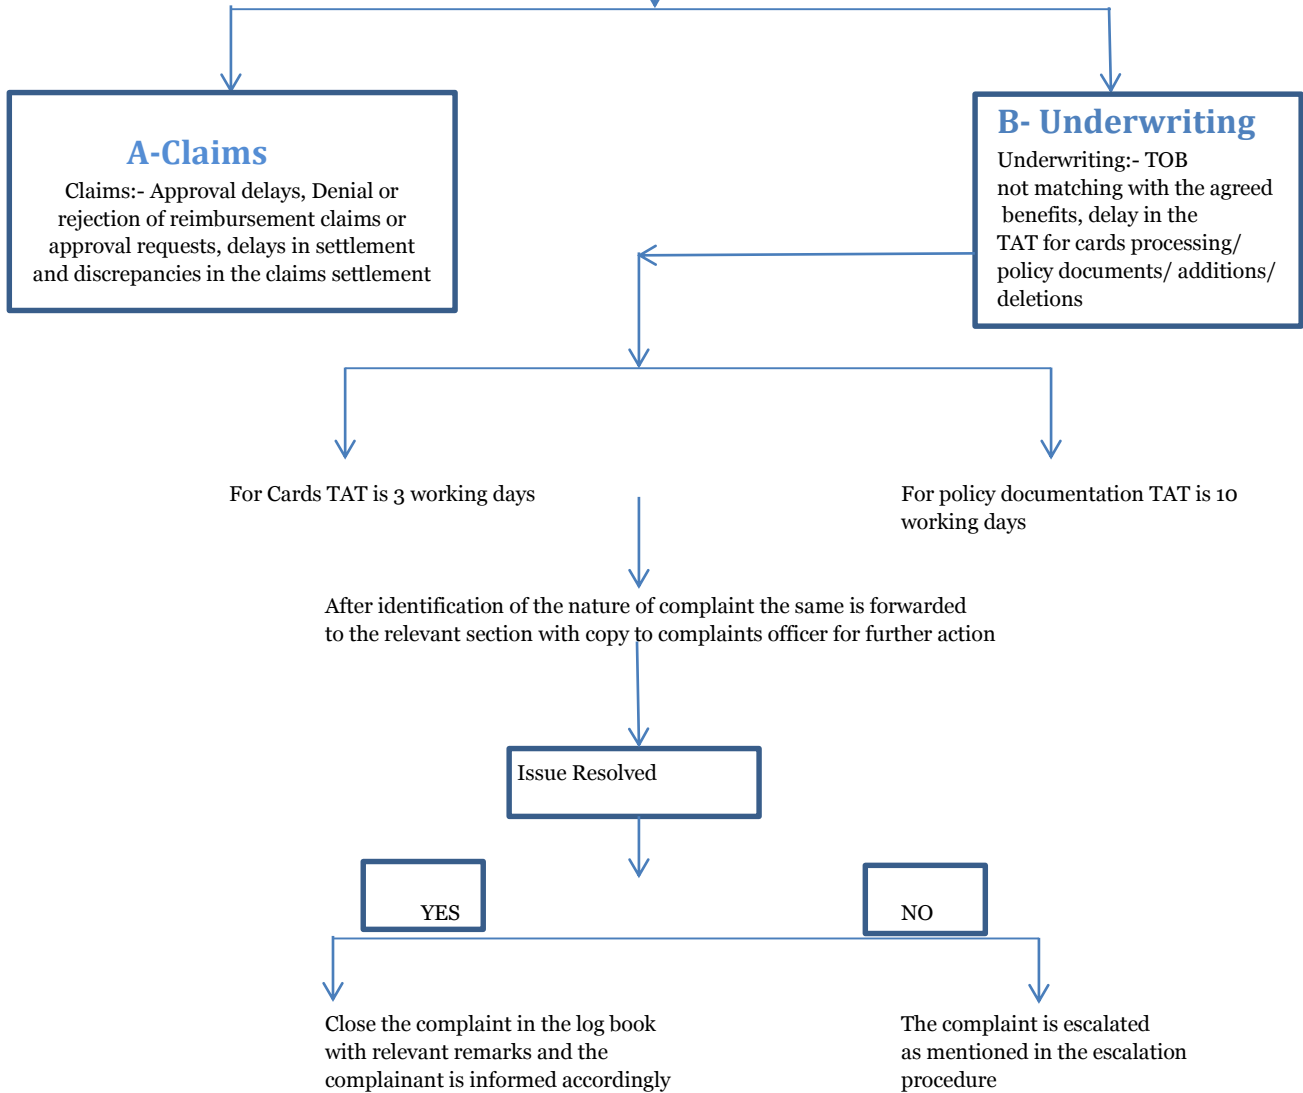 A-Claims
Claims:- Approval delays, Denial or
rejection of reimbursement claims or
approval requests, delays in settlement
and discrepancies in the claims settlement
B- Underwriting
Underwriting:- TOB
not matching with the agreed
benefits, delay in the
TAT for cards processing/
policy documents/ additions/
deletions
For Cards TAT is 3 working days
For policy documentation TAT is 10
working days
After identification of the nature of complaint the same is forwarded
to the relevant section with copy to complaints officer for further action
Issue Resolved
YES
NO
Close the complaint in the log book
with relevant remarks and the
complainant is informed accordingly
The complaint is escalated
as mentioned in the escalation
procedure